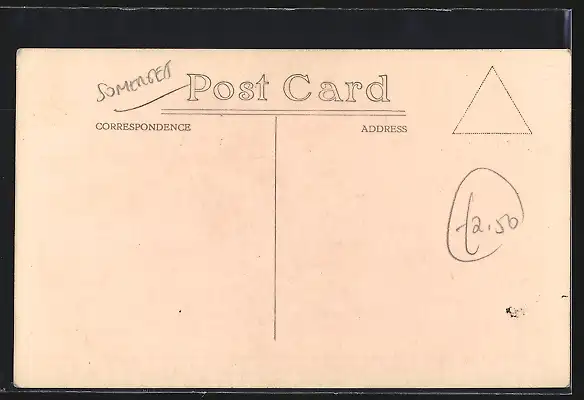 SOMERSET
Post Card
CORRESPONDENCE
ADDRESS
£2.50